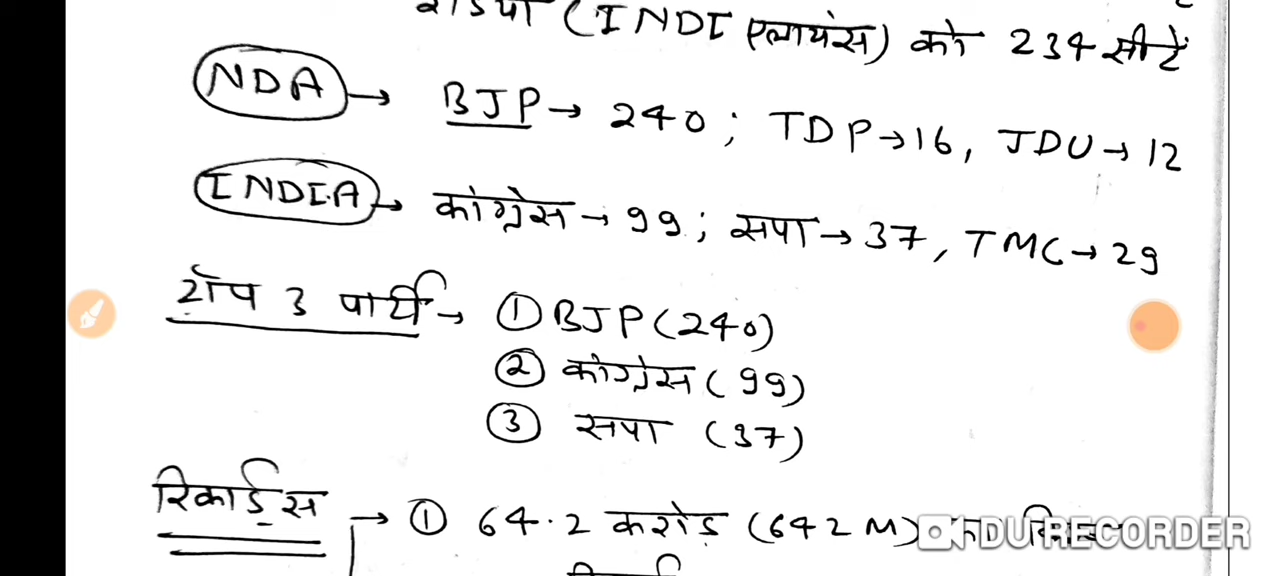 (INDI एलायंस) को 234 सीटें
NDA → BJP → 240 ; TDP → 16, JDU → 12
INDI.A → कांग्रेस → 99 ; सपा → 37, TMC → 29
टॉप 3 पार्टी → ① BJP (240)
② कांग्रेस (99)
③ सपा (37)
रिकार्ड्स → ① 64.2 करोड़ (642 M)
DU RECORDER